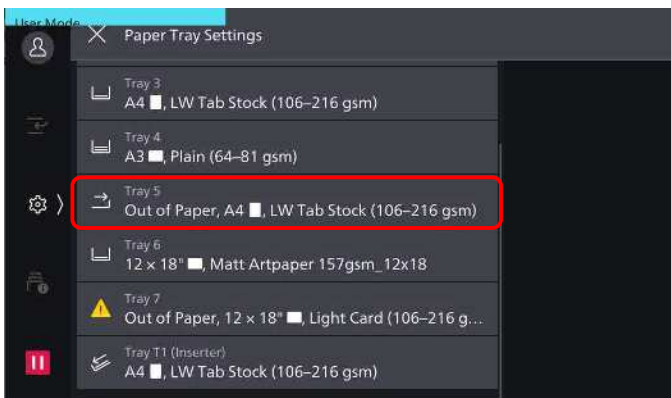 User Mode
Paper Tray Settings
Tray 3
A4, LW Tab Stock (106–216 gsm)
Tray 4
A3, Plain (64–81 gsm)
Tray 5
Out of Paper, A4, LW Tab Stock (106–216 gsm)
Tray 6
12 × 18", Matt Artpaper 157gsm_12x18
Tray 7
Out of Paper, 12 × 18", Light Card (106–216 g...
Tray T1 (Inserter)
A4, LW Tab Stock (106–216 gsm)